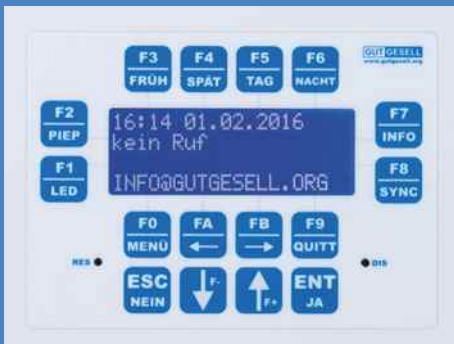 F3 FRÜH
F4 SPÄT
F5 TAG
F6 NACHT
GUT GESELL
www.gutgesell.org
F2 PIEP
F7 INFO
16:14 01.02.2016
kein Ruf
INFO@GUTGESELL.ORG
F1 LED
F8 SYNC
F0 MENÜ
FA ←
FB →
F9 QUITT
RES
DIS
ESC NEIN
↓ F-
↑ F+
ENT JA